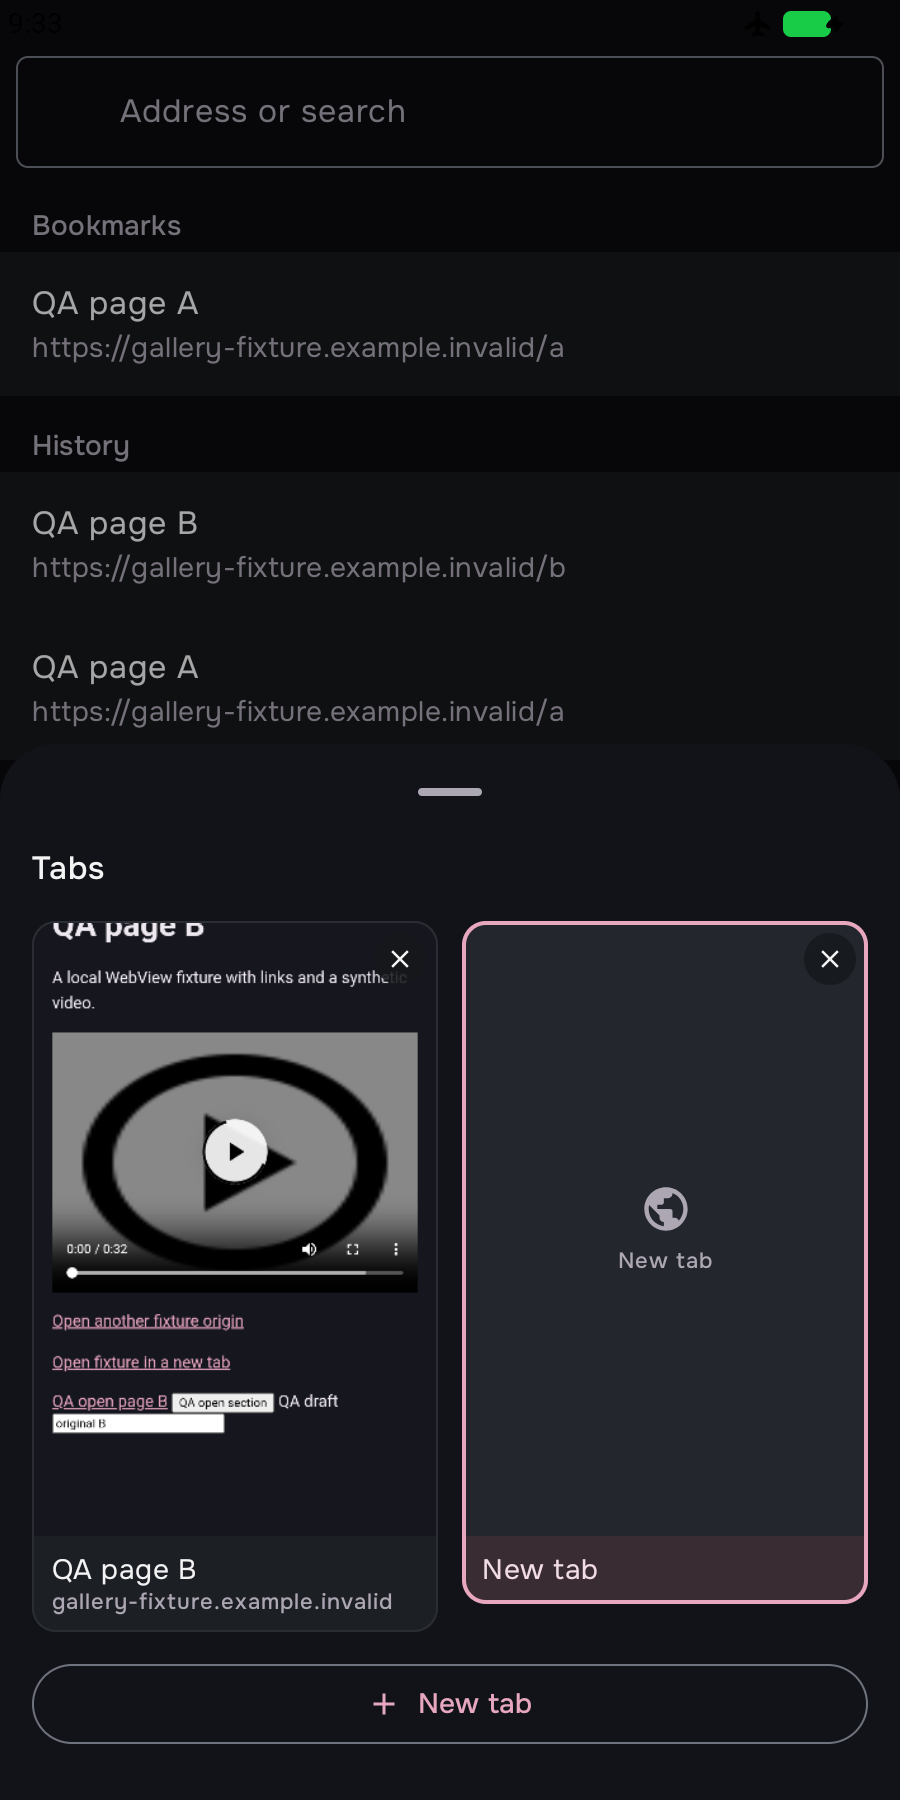 9:33
Address or search
Bookmarks
QA page A
https://gallery-fixture.example.invalid/a
History
QA page B
https://gallery-fixture.example.invalid/b
QA page A
https://gallery-fixture.example.invalid/a
Tabs
QA page B
A local WebView fixture with links and a synthetic
video.
0:00 / 0:32
Open another fixture origin
Open fixture in a new tab
QA open page B QA open section QA draft
original B
QA page B
gallery-fixture.example.invalid
New tab
New tab
+ New tab